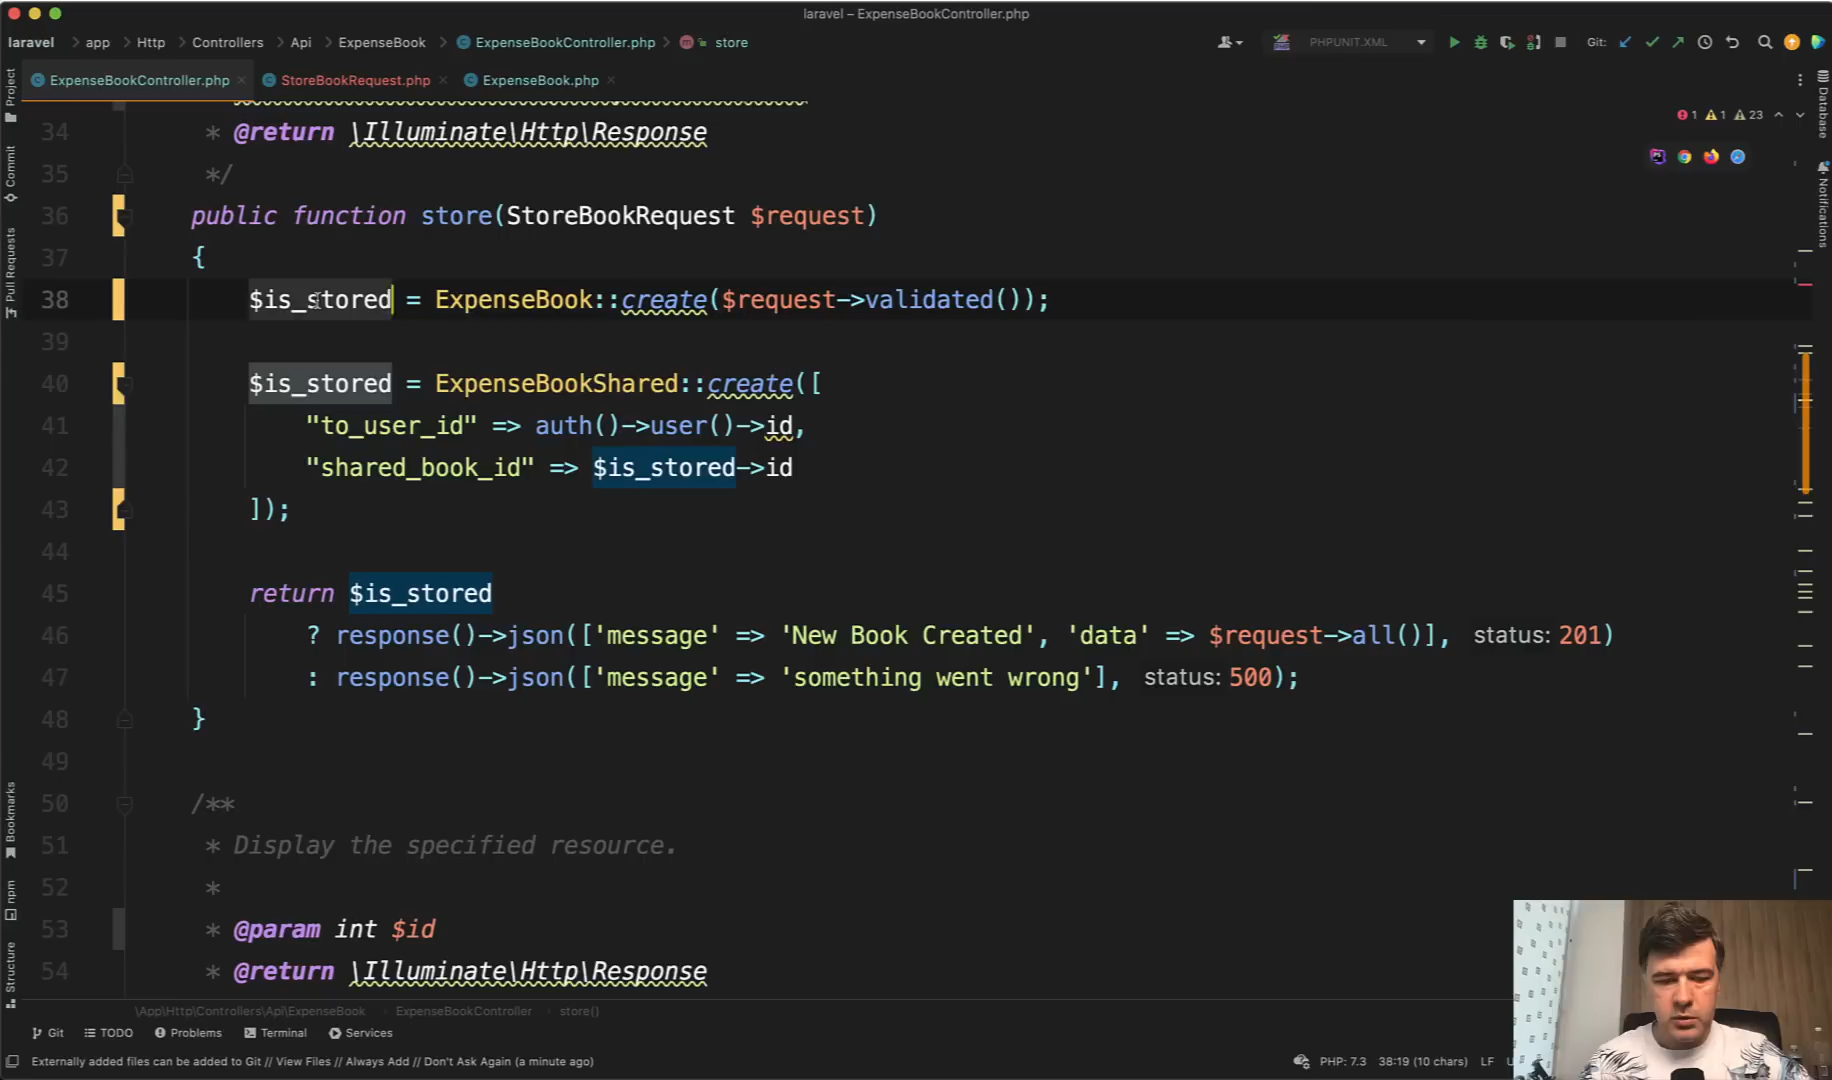 laravel – ExpenseBookController.php
laravel > app > Http > Controllers > Api > ExpenseBook > ExpenseBookController.php > store
PHPUNIT.XML
Git:
ExpenseBookController.php × StoreBookRequest.php × ExpenseBook.php ×
1 1 23
34 * @return \Illuminate\Http\Response
35 */
36 public function store(StoreBookRequest $request)
37 {
38 $is_stored = ExpenseBook::create($request->validated());
39
40 $is_stored = ExpenseBookShared::create([
41 "to_user_id" => auth()->user()->id,
42 "shared_book_id" => $is_stored->id
43 ]);
44
45 return $is_stored
46 ? response()->json(['message' => 'New Book Created', 'data' => $request->all()], status: 201)
47 : response()->json(['message' => 'something went wrong'], status: 500);
48 }
49
50 /**
51 * Display the specified resource.
52 *
53 * @param int $id
54 * @return \Illuminate\Http\Response
Project
Commit
Pull Requests
Bookmarks
npm
Structure
Database
Notifications
\App\Http\Controllers\Api\ExpenseBook > ExpenseBookController > store()
Git TODO Problems Terminal Services
Externally added files can be added to Git // View Files // Always Add // Don't Ask Again (a minute ago)
PHP: 7.3 38:19 (10 chars) LF